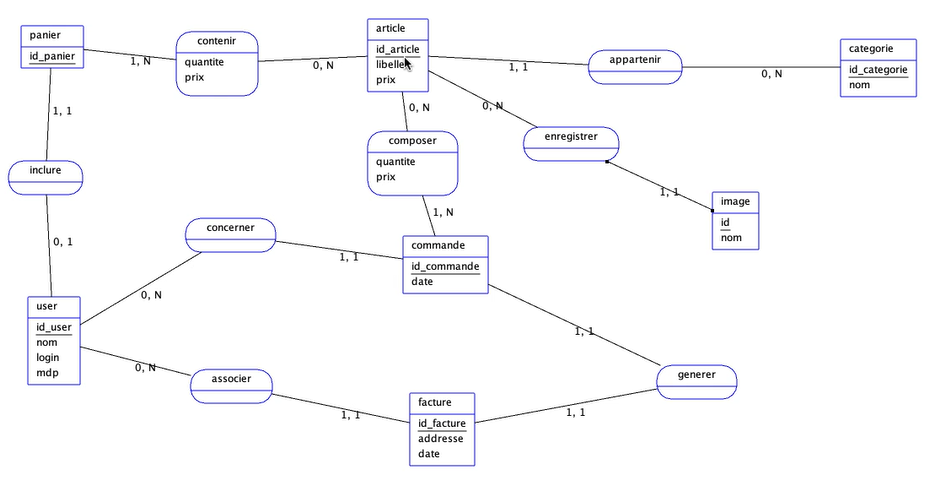 panier
id_panier
contenir
quantite
prix
article
id_article
libelle
prix
appartenir
categorie
id_categorie
nom
1, N
0, N
1, 1
0, N
1, 1
0, N
0, N
composer
quantite
prix
enregistrer
inclure
1, 1
image
id
nom
1, N
concerner
commande
id_commande
date
0, 1
1, 1
0, N
user
id_user
nom
login
mdp
1, 1
0, N
associer
generer
facture
id_facture
addresse
date
1, 1
1, 1